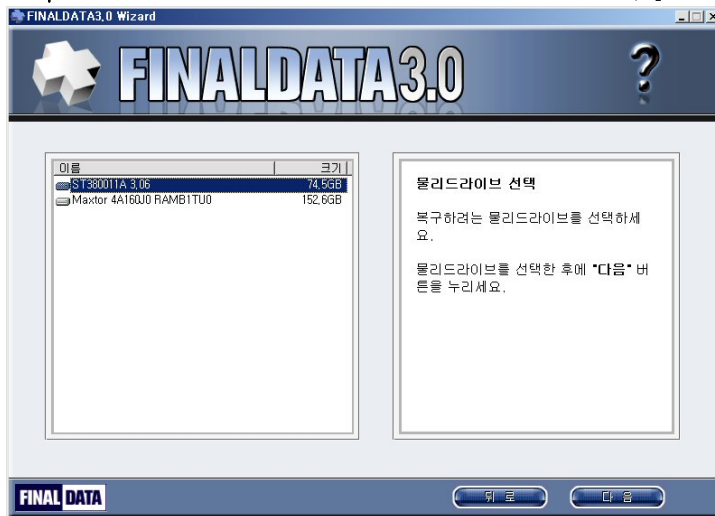 FINALDATA3,0 Wizard
FINALDATA3.0
?
이름 크기
ST380011A 3,06 74,5GB
Maxtor 4A160J0 RAMB1TU0 152,6GB
물리드라이브 선택
복구하려는 물리드라이브를 선택하세
요.
물리드라이브를 선택한 후에 "다음" 버
튼을 누리세요.
FINAL DATA
뒤 로
다 음